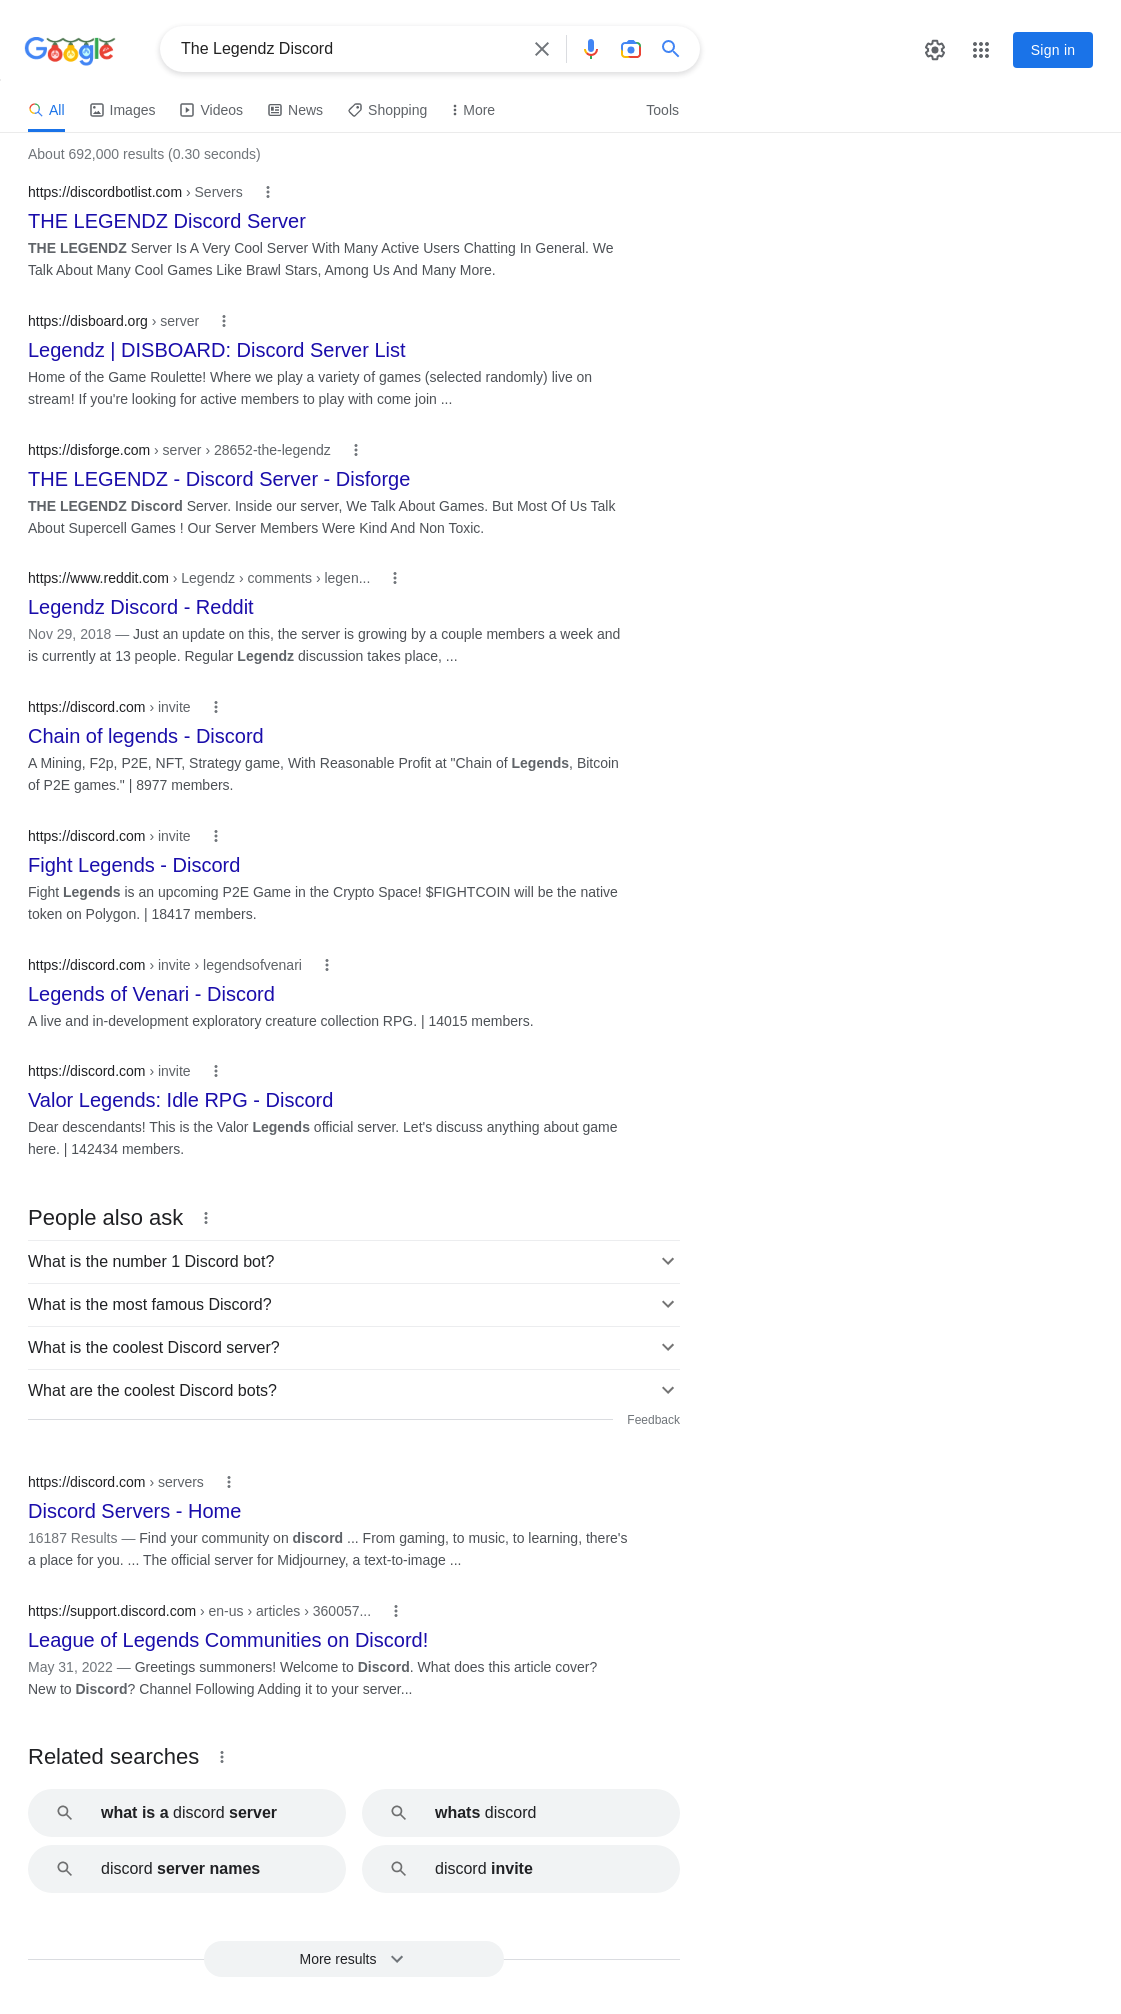 Google
The Legendz Discord
Sign in
All Images Videos News Shopping More Tools
About 692,000 results (0.30 seconds)
https://discordbotlist.com › Servers
THE LEGENDZ Discord Server
THE LEGENDZ Server Is A Very Cool Server With Many Active Users Chatting In General. We
Talk About Many Cool Games Like Brawl Stars, Among Us And Many More.
https://disboard.org › server
Legendz | DISBOARD: Discord Server List
Home of the Game Roulette! Where we play a variety of games (selected randomly) live on
stream! If you're looking for active members to play with come join ...
https://disforge.com › server › 28652-the-legendz
THE LEGENDZ - Discord Server - Disforge
THE LEGENDZ Discord Server. Inside our server, We Talk About Games. But Most Of Us Talk
About Supercell Games ! Our Server Members Were Kind And Non Toxic.
https://www.reddit.com › Legendz › comments › legen...
Legendz Discord - Reddit
Nov 29, 2018 — Just an update on this, the server is growing by a couple members a week and
is currently at 13 people. Regular Legendz discussion takes place, ...
https://discord.com › invite
Chain of legends - Discord
A Mining, F2p, P2E, NFT, Strategy game, With Reasonable Profit at "Chain of Legends, Bitcoin
of P2E games." | 8977 members.
https://discord.com › invite
Fight Legends - Discord
Fight Legends is an upcoming P2E Game in the Crypto Space! $FIGHTCOIN will be the native
token on Polygon. | 18417 members.
https://discord.com › invite › legendsofvenari
Legends of Venari - Discord
A live and in-development exploratory creature collection RPG. | 14015 members.
https://discord.com › invite
Valor Legends: Idle RPG - Discord
Dear descendants! This is the Valor Legends official server. Let's discuss anything about game
here. | 142434 members.
People also ask
What is the number 1 Discord bot?
What is the most famous Discord?
What is the coolest Discord server?
What are the coolest Discord bots?
Feedback
https://discord.com › servers
Discord Servers - Home
16187 Results — Find your community on discord ... From gaming, to music, to learning, there's
a place for you. ... The official server for Midjourney, a text-to-image ...
https://support.discord.com › en-us › articles › 360057...
League of Legends Communities on Discord!
May 31, 2022 — Greetings summoners! Welcome to Discord. What does this article cover?
New to Discord? Channel Following Adding it to your server...
Related searches
what is a discord server
whats discord
discord server names
discord invite
More results